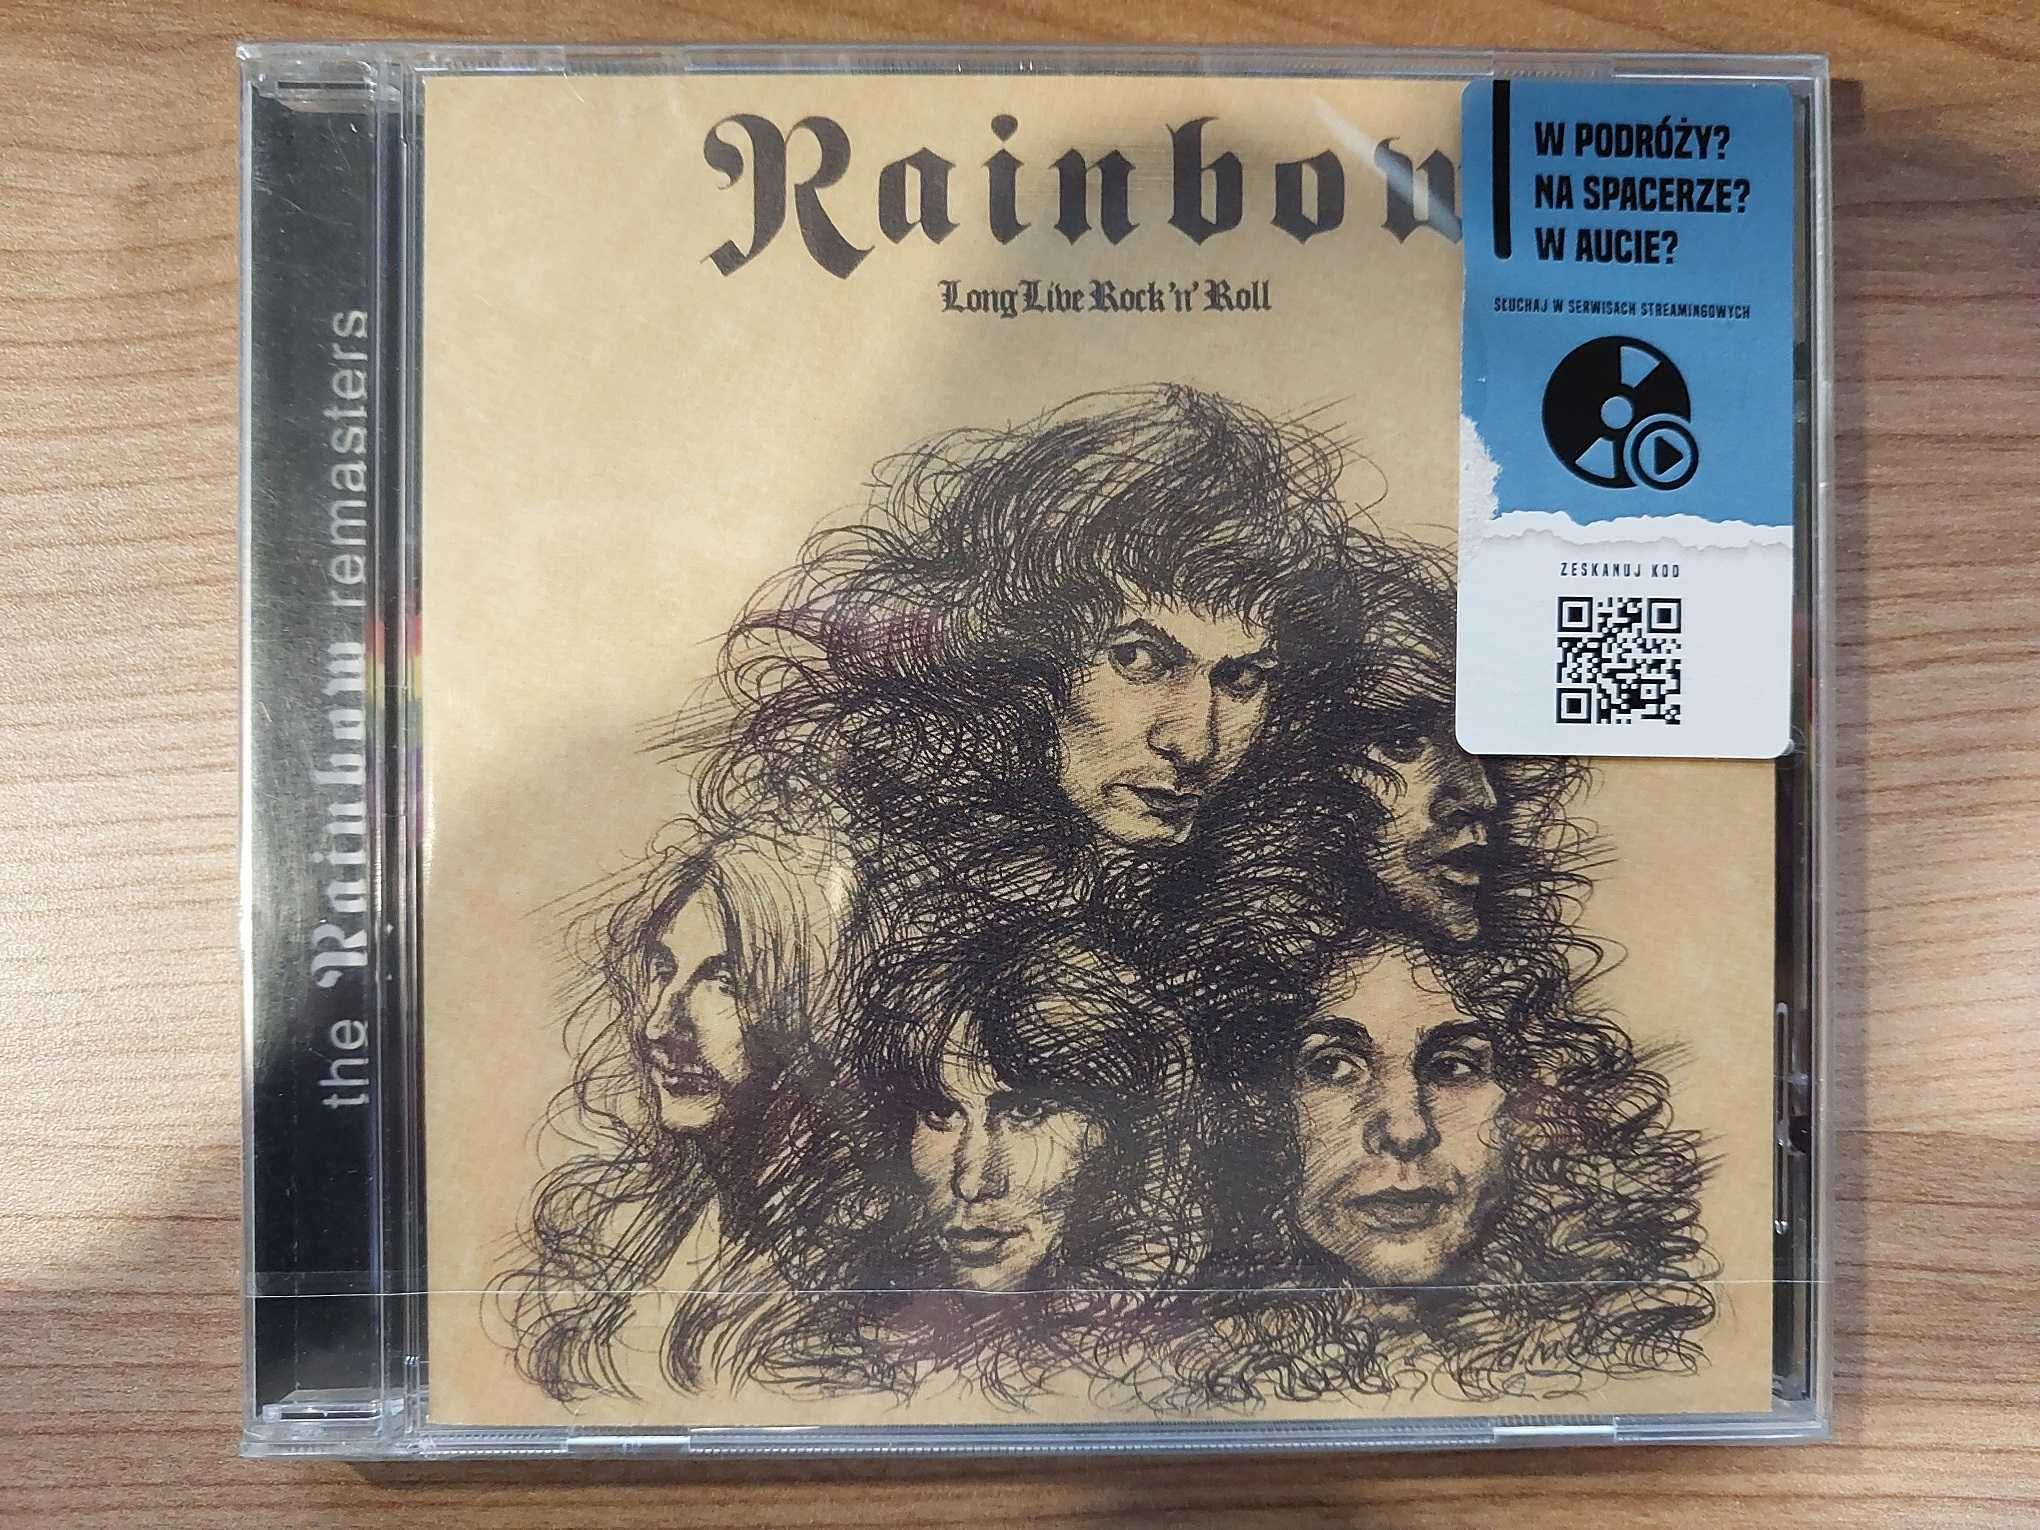 Rainbow
Long Live Rock 'n' Roll
the Rainbow remasters
W PODRÓŻY?
NA SPACERZE?
W AUCIE?
SŁUCHAJ W SERWISACH STREAMINGOWYCH
ZESKANUJ KOD